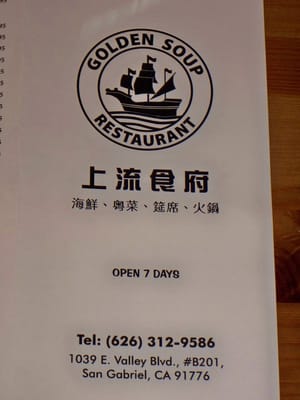 GOLDEN SOUP
RESTAURANT
上流食府
海鮮、粵菜、筵席、火鍋
OPEN 7 DAYS
Tel: (626) 312-9586
1039 E. Valley Blvd., #B201,
San Gabriel, CA 91776